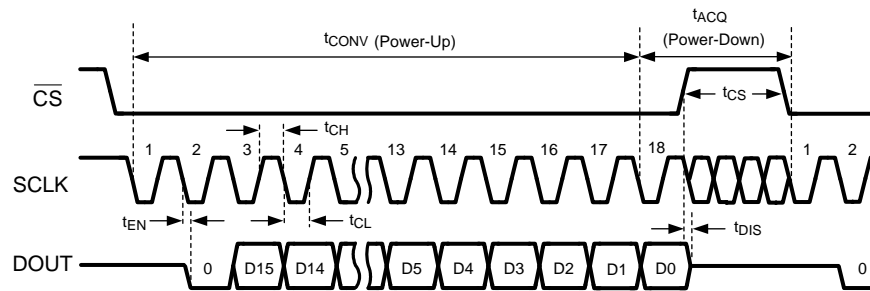 tCONV (Power-Up)
tACQ
(Power-Down)
CS
tCS
tCH
1 2 3 4 5 13 14 15 16 17 18 1 2
SCLK
tEN
tCL
tDIS
DOUT
0 D15 D14 D5 D4 D3 D2 D1 D0 0